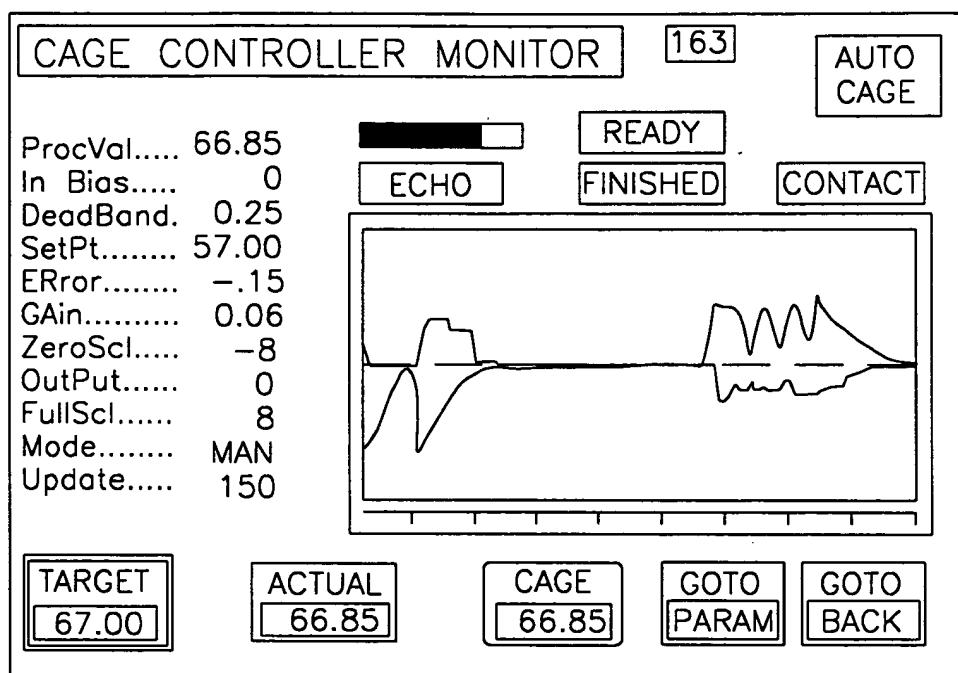 CAGE CONTROLLER MONITOR
163
AUTO
CAGE
ProcVal..... 66.85
In Bias..... 0
DeadBand. 0.25
SetPt........ 57.00
ERror........ -.15
GAin.......... 0.06
ZeroScl..... -8
OutPut...... 0
FullScl...... 8
Mode........ MAN
Update..... 150
READY
ECHO
FINISHED
CONTACT
TARGET
67.00
ACTUAL
66.85
CAGE
66.85
GOTO
PARAM
GOTO
BACK